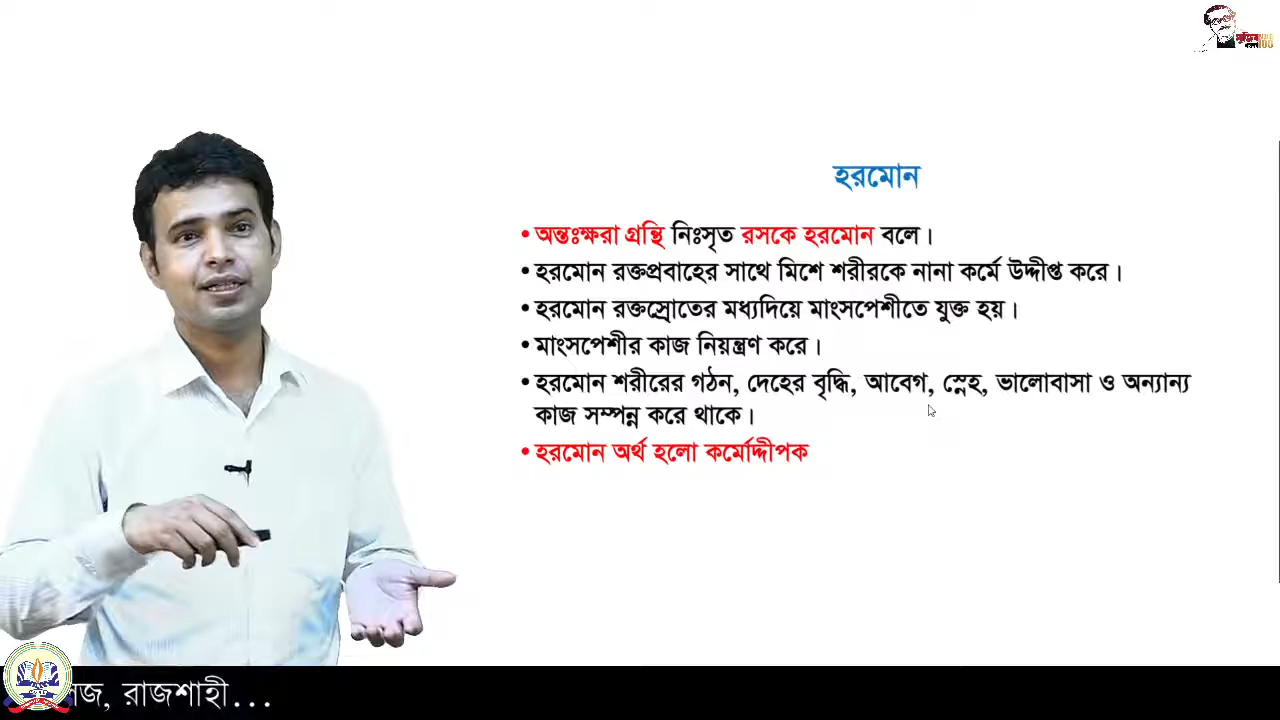 হরমোন
•অন্তঃক্ষরা গ্রন্থি নিঃসৃত রসকে হরমোন বলে।
•হরমোন রক্তপ্রবাহের সাথে মিশে শরীরকে নানা কর্মে উদ্দীপ্ত করে।
•হরমোন রক্তস্রোতের মধ্যদিয়ে মাংসপেশীতে যুক্ত হয়।
•মাংসপেশীর কাজ নিয়ন্ত্রণ করে।
•হরমোন শরীরের গঠন, দেহের বৃদ্ধি, আবেগ, স্নেহ, ভালোবাসা ও অন্যান্য
কাজ সম্পন্ন করে থাকে।
•হরমোন অর্থ হলো কর্মোদ্দীপক
রাজশাহী...